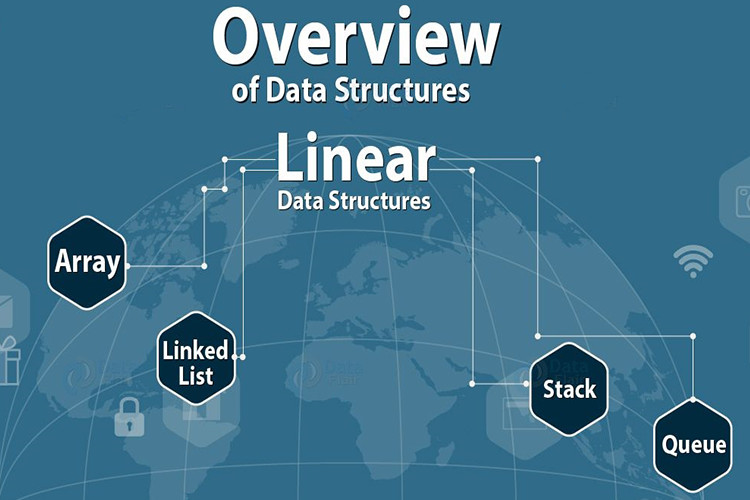 Overview
of Data Structures
Linear
Data Structures
Array
Linked
List
Stack
Queue